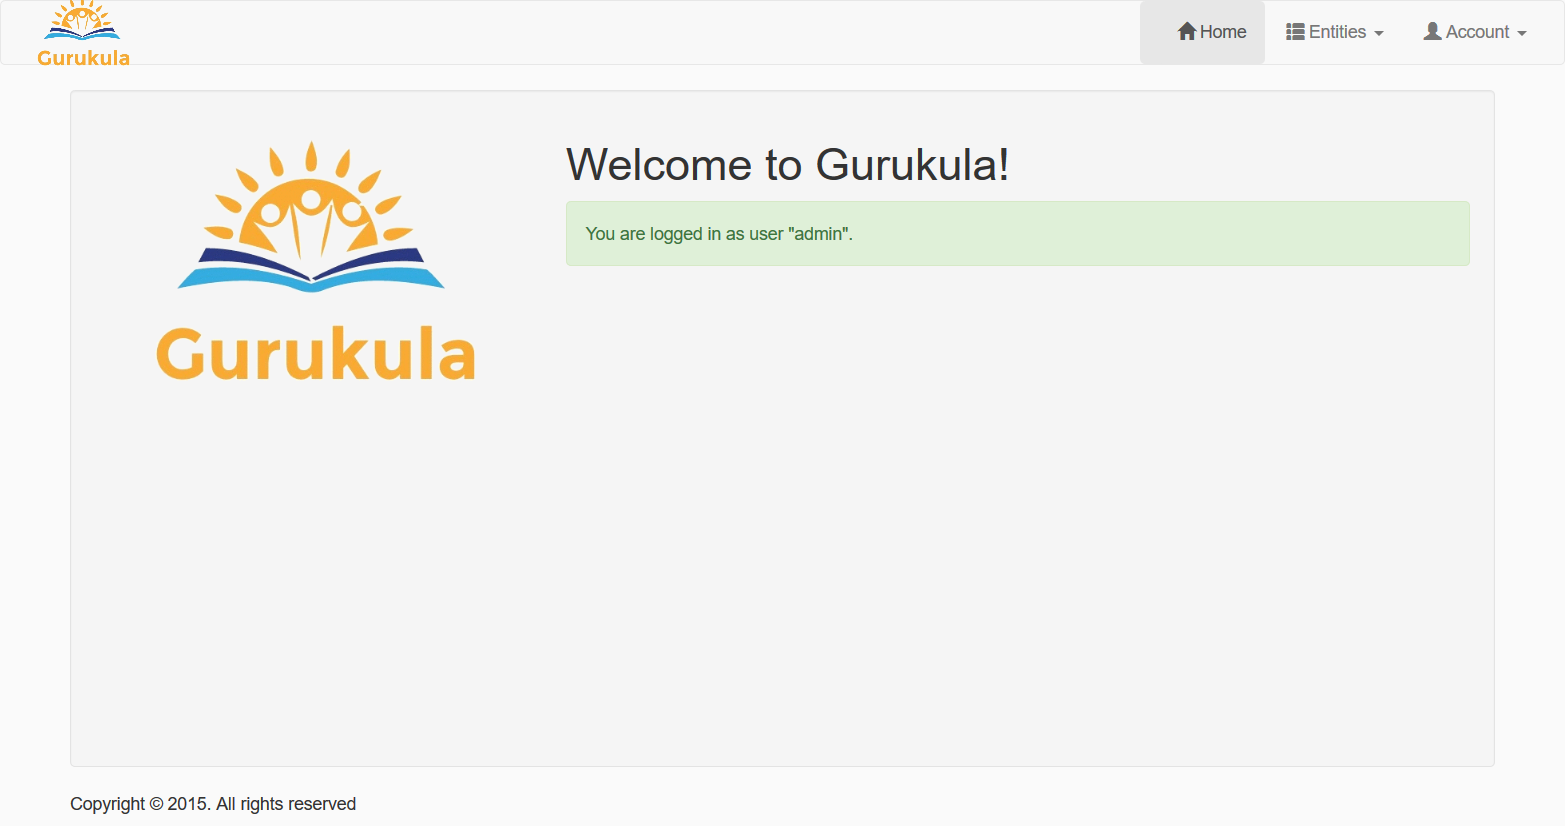 Gurukula
Home Entities Account
Gurukula
Welcome to Gurukula!
You are logged in as user "admin".
Copyright © 2015. All rights reserved